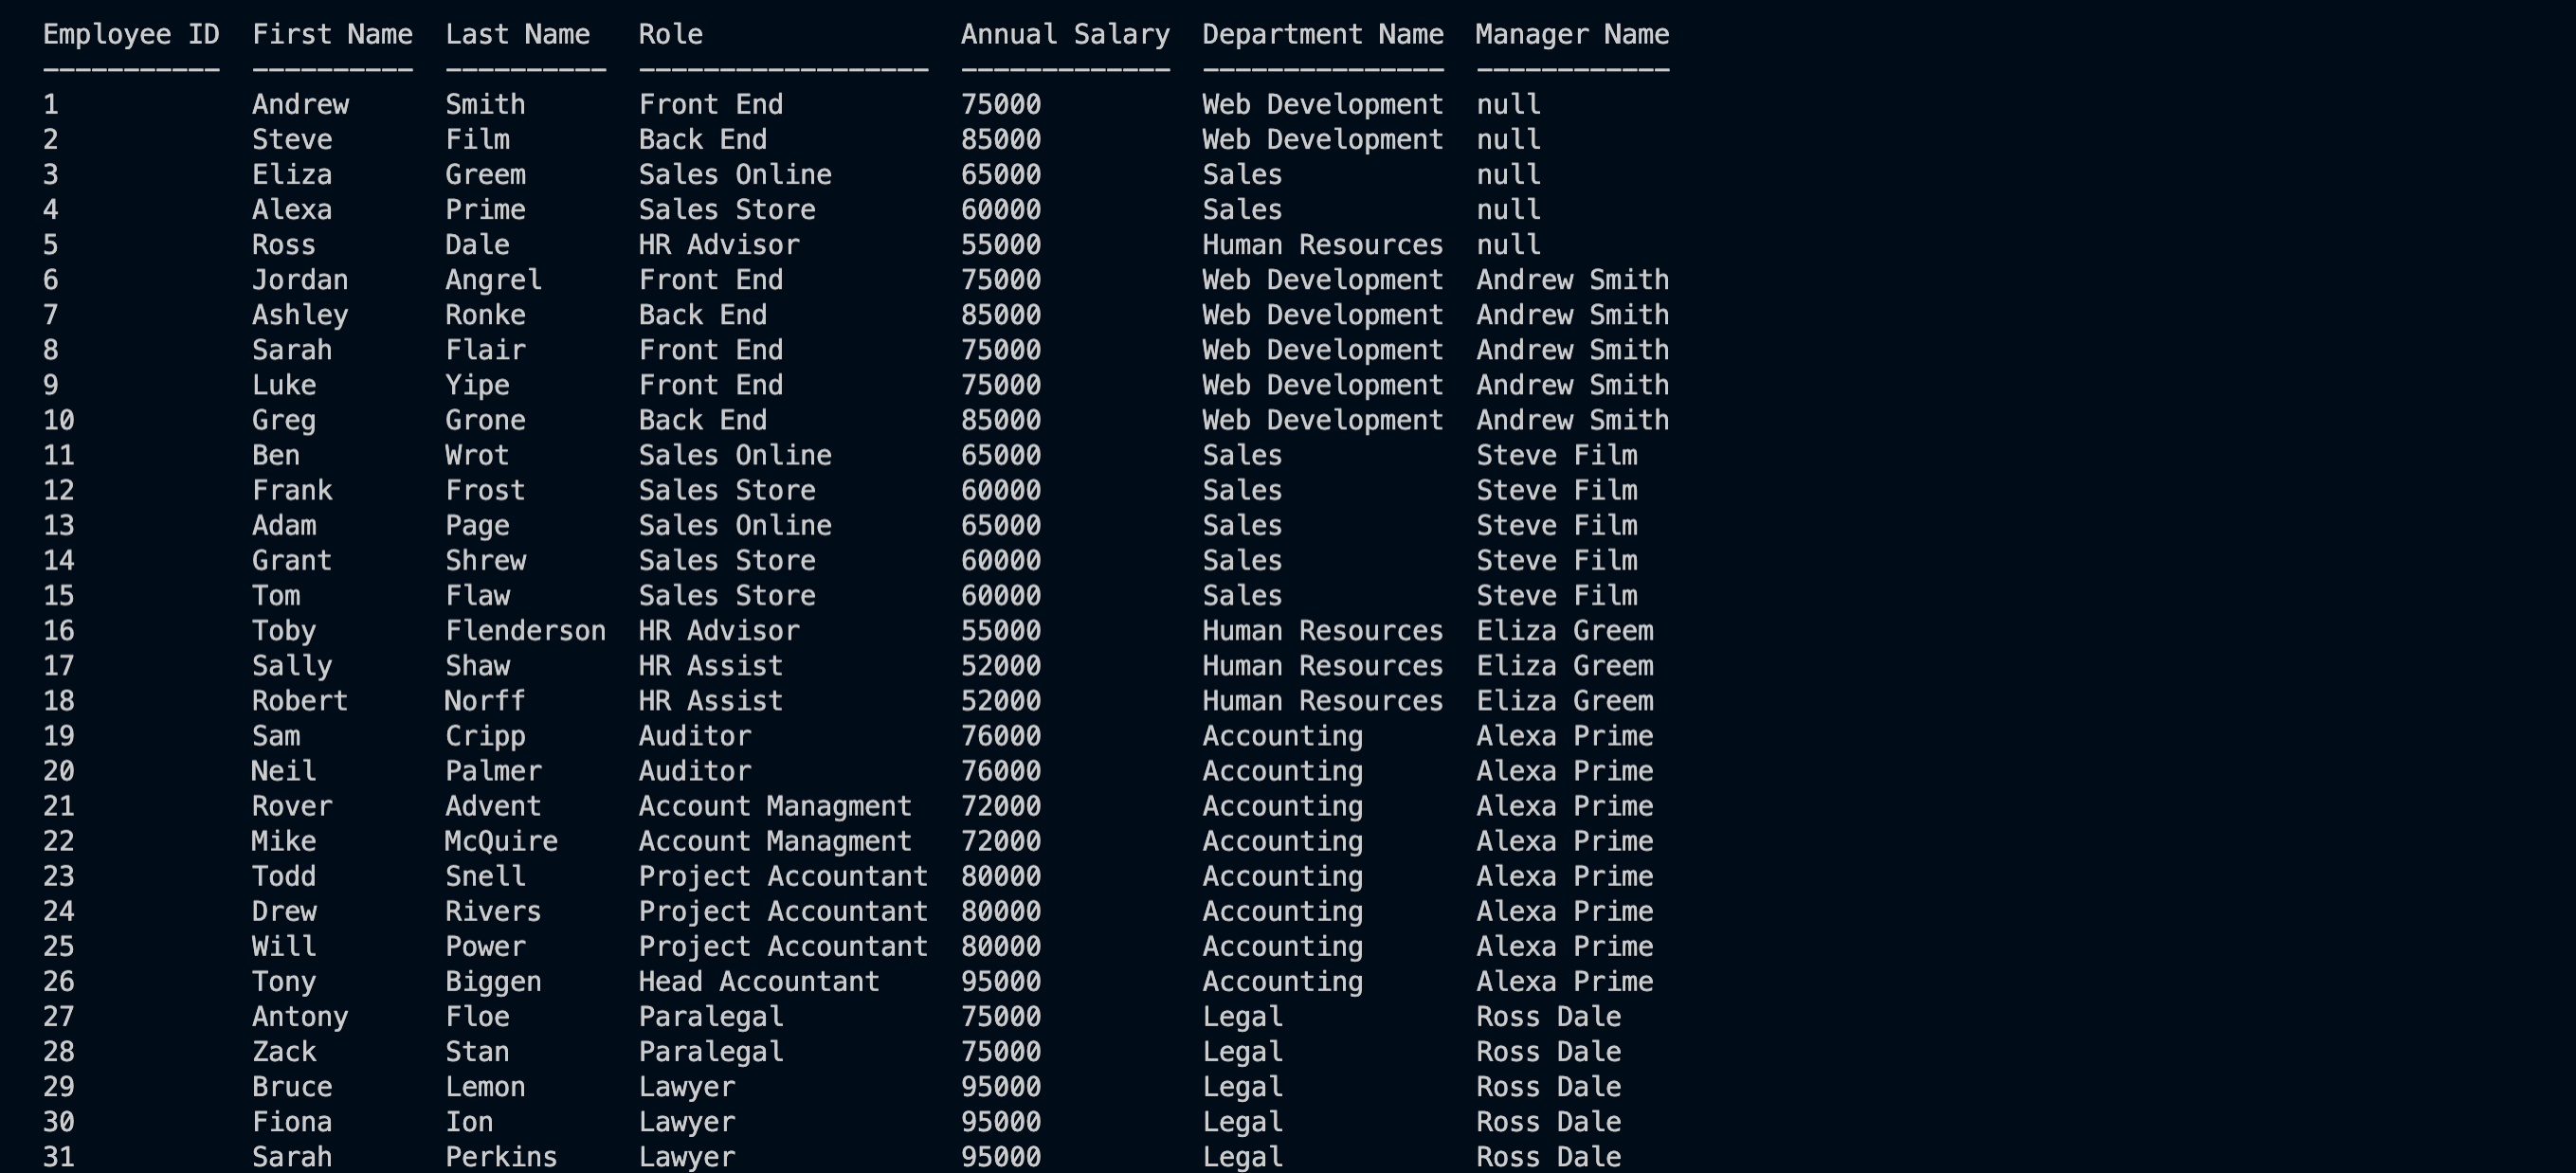 Employee ID  First Name  Last Name   Role                Annual Salary  Department Name  Manager Name
-----------  ----------  ----------  ------------------  -------------  ---------------  ------------
1            Andrew      Smith       Front End           75000          Web Development  null
2            Steve       Film        Back End            85000          Web Development  null
3            Eliza       Greem       Sales Online        65000          Sales            null
4            Alexa       Prime       Sales Store         60000          Sales            null
5            Ross        Dale        HR Advisor          55000          Human Resources  null
6            Jordan      Angrel      Front End           75000          Web Development  Andrew Smith
7            Ashley      Ronke       Back End            85000          Web Development  Andrew Smith
8            Sarah       Flair       Front End           75000          Web Development  Andrew Smith
9            Luke        Yipe        Front End           75000          Web Development  Andrew Smith
10           Greg        Grone       Back End            85000          Web Development  Andrew Smith
11           Ben         Wrot        Sales Online        65000          Sales            Steve Film
12           Frank       Frost       Sales Store         60000          Sales            Steve Film
13           Adam        Page        Sales Online        65000          Sales            Steve Film
14           Grant       Shrew       Sales Store         60000          Sales            Steve Film
15           Tom         Flaw        Sales Store         60000          Sales            Steve Film
16           Toby        Flenderson  HR Advisor          55000          Human Resources  Eliza Greem
17           Sally       Shaw        HR Assist           52000          Human Resources  Eliza Greem
18           Robert      Norff       HR Assist           52000          Human Resources  Eliza Greem
19           Sam         Cripp       Auditor             76000          Accounting       Alexa Prime
20           Neil        Palmer      Auditor             76000          Accounting       Alexa Prime
21           Rover       Advent      Account Managment   72000          Accounting       Alexa Prime
22           Mike        McQuire     Account Managment   72000          Accounting       Alexa Prime
23           Todd        Snell       Project Accountant  80000          Accounting       Alexa Prime
24           Drew        Rivers      Project Accountant  80000          Accounting       Alexa Prime
25           Will        Power       Project Accountant  80000          Accounting       Alexa Prime
26           Tony        Biggen      Head Accountant     95000          Accounting       Alexa Prime
27           Antony      Floe        Paralegal           75000          Legal            Ross Dale
28           Zack        Stan        Paralegal           75000          Legal            Ross Dale
29           Bruce       Lemon       Lawyer              95000          Legal            Ross Dale
30           Fiona       Ion         Lawyer              95000          Legal            Ross Dale
31           Sarah       Perkins     Lawyer              95000          Legal            Ross Dale